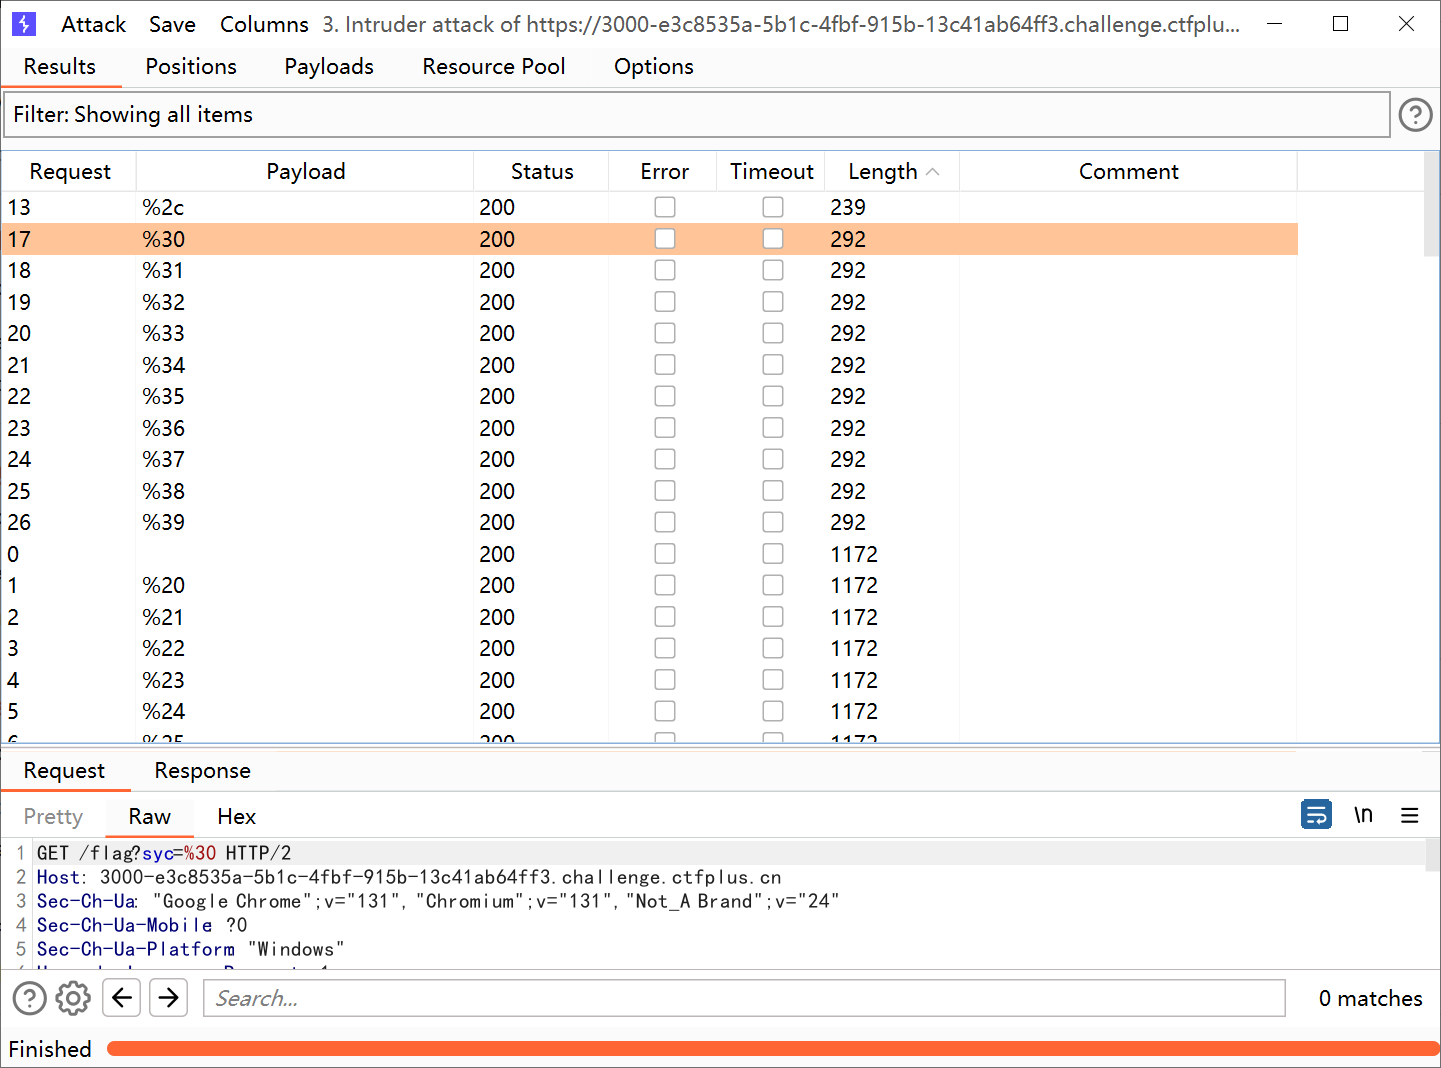 Attack Save Columns 3. Intruder attack of https://3000-e3c8535a-5b1c-4fbf-915b-13c41ab64ff3.challenge.ctfplu...
Results Positions Payloads Resource Pool Options
Filter: Showing all items
Request Payload Status Error Timeout Length Comment
13 %2c 200 239
17 %30 200 292
18 %31 200 292
19 %32 200 292
20 %33 200 292
21 %34 200 292
22 %35 200 292
23 %36 200 292
24 %37 200 292
25 %38 200 292
26 %39 200 292
0 200 1172
1 %20 200 1172
2 %21 200 1172
3 %22 200 1172
4 %23 200 1172
5 %24 200 1172
6 %25 200 1172
Request Response
Pretty Raw Hex \n
1 GET /flag?syc=%30 HTTP/2
2 Host: 3000-e3c8535a-5b1c-4fbf-915b-13c41ab64ff3.challenge.ctfplus.cn
3 Sec-Ch-Ua: "Google Chrome";v="131", "Chromium";v="131", "Not_A Brand";v="24"
4 Sec-Ch-Ua-Mobile: ?0
5 Sec-Ch-Ua-Platform: "Windows"
Search...
0 matches
Finished